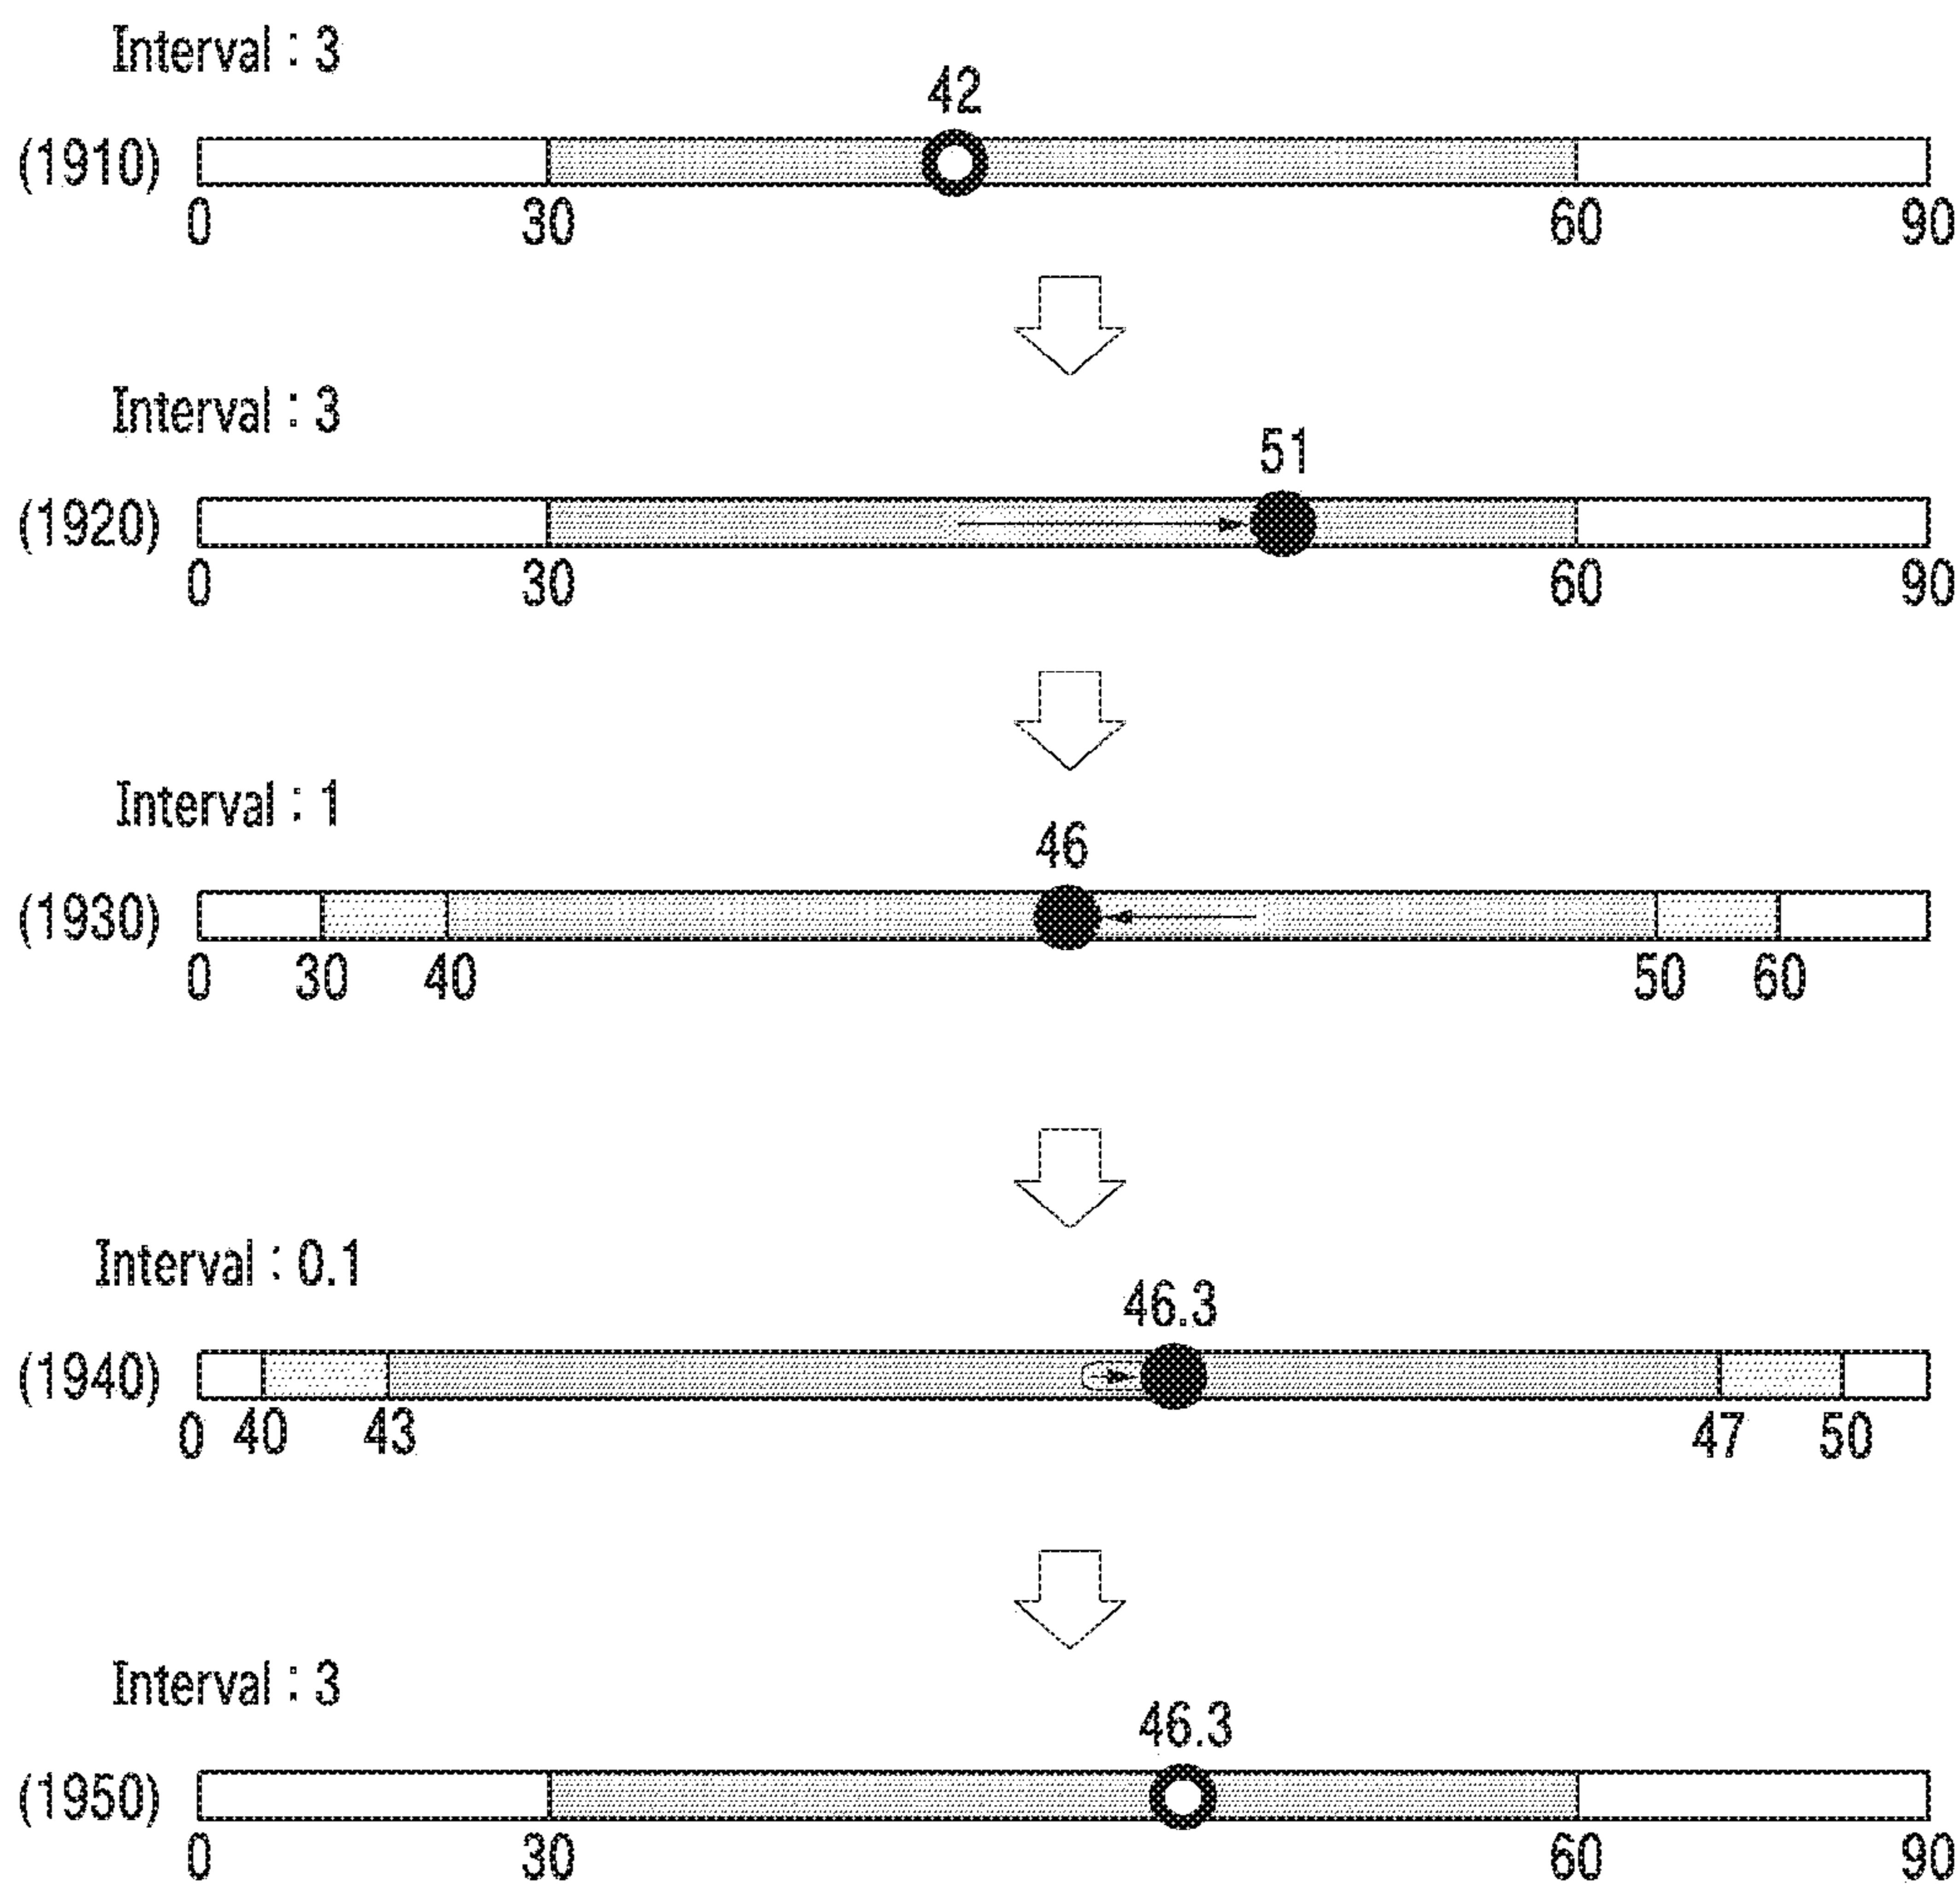 Interval : 3
42
(1910)
0 30 60 90
Interval : 3
51
(1920)
0 30 60 90
Interval : 1
46
(1930)
0 30 40 50 60
Interval : 0.1
46.3
(1940)
0 40 43 47 50
Interval : 3
46.3
(1950)
0 30 60 90